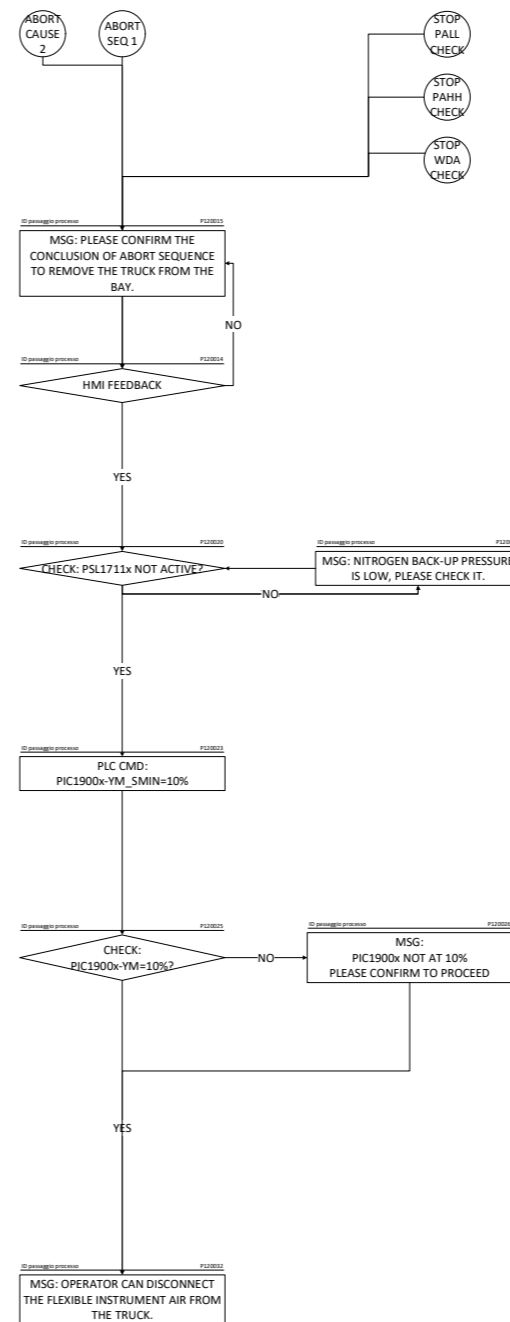 ABORT
CAUSE
2
ABORT
SEQ 1
STOP
PALL
CHECK
STOP
PAHH
CHECK
STOP
WDA
CHECK
ID passaggio processo P120015
MSG: PLEASE CONFIRM THE
CONCLUSION OF ABORT SEQUENCE
TO REMOVE THE TRUCK FROM THE
BAY.
NO
ID passaggio processo P120014
HMI FEEDBACK
YES
ID passaggio processo P120020
CHECK: PSL1711x NOT ACTIVE?
ID passaggio processo P1200
MSG: NITROGEN BACK-UP PRESSURE
IS LOW, PLEASE CHECK IT.
NO
YES
ID passaggio processo P120023
PLC CMD:
PIC1900x-YM_SMIN=10%
ID passaggio processo P120025
CHECK:
PIC1900x-YM=10%?
NO
ID passaggio processo P120026
MSG:
PIC1900x NOT AT 10%
PLEASE CONFIRM TO PROCEED
YES
ID passaggio processo P120032
MSG: OPERATOR CAN DISCONNECT
THE FLEXIBLE INSTRUMENT AIR FROM
THE TRUCK.